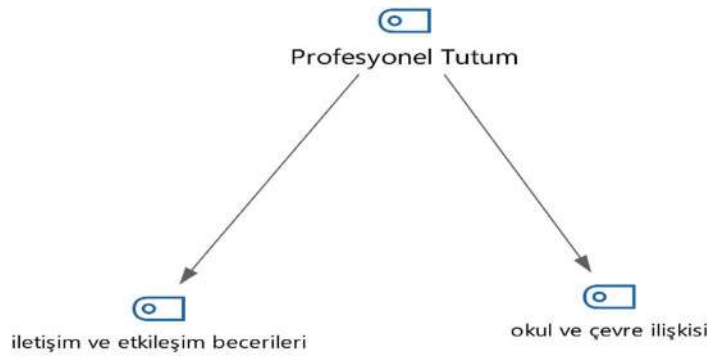 Profesyonel Tutum
iletişim ve etkileşim becerileri
okul ve çevre ilişkisi